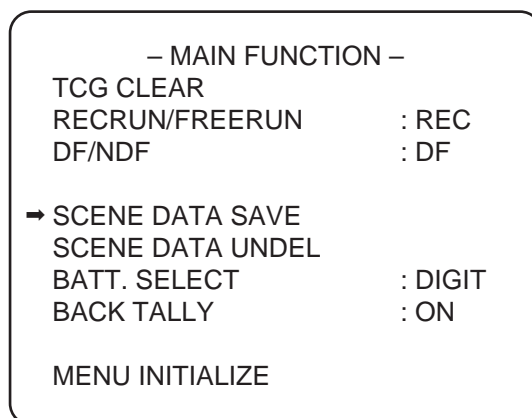 – MAIN FUNCTION –
TCG CLEAR
RECRUN/FREERUN : REC
DF/NDF : DF
➡ SCENE DATA SAVE
SCENE DATA UNDEL
BATT. SELECT : DIGIT
BACK TALLY : ON
MENU INITIALIZE